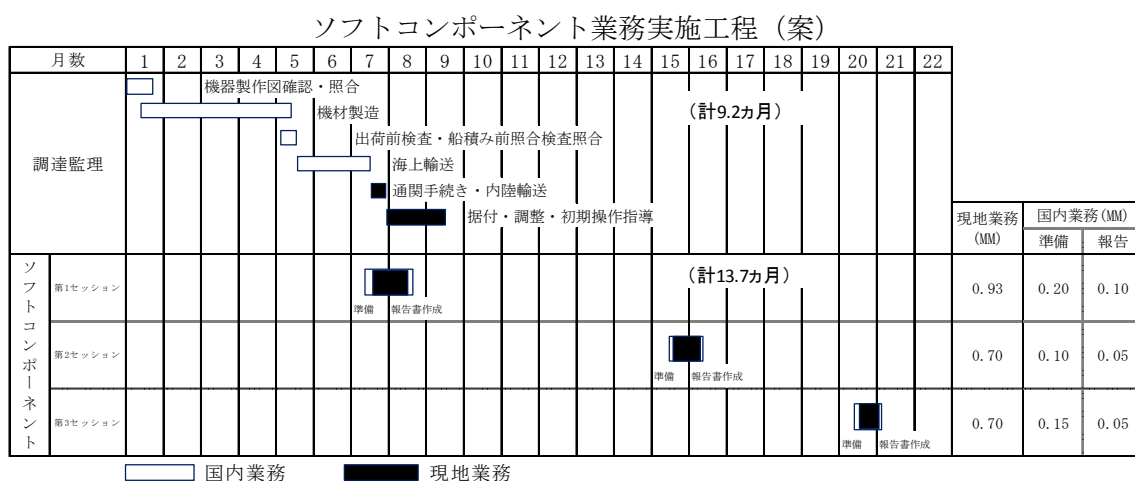 ソフトコンポーネント業務実施工程（案）
月数 1 2 3 4 5 6 7 8 9 10 11 12 13 14 15 16 17 18 19 20 21 22
機器製作図確認・照合
機材製造 （計9.2ヵ月）
出荷前検査・船積み前照合検査照合
調達監理
海上輸送
通関手続き・内陸輸送
据付・調整・初期操作指導
現地業務 国内業務(MM)
(MM) 準備 報告
ソフトコンポーネント
第1セッション （計13.7ヵ月） 0.93 0.20 0.10
準備 報告書作成
第2セッション 0.70 0.10 0.05
準備 報告書作成
第3セッション 0.70 0.15 0.05
準備 報告書作成
国内業務 現地業務